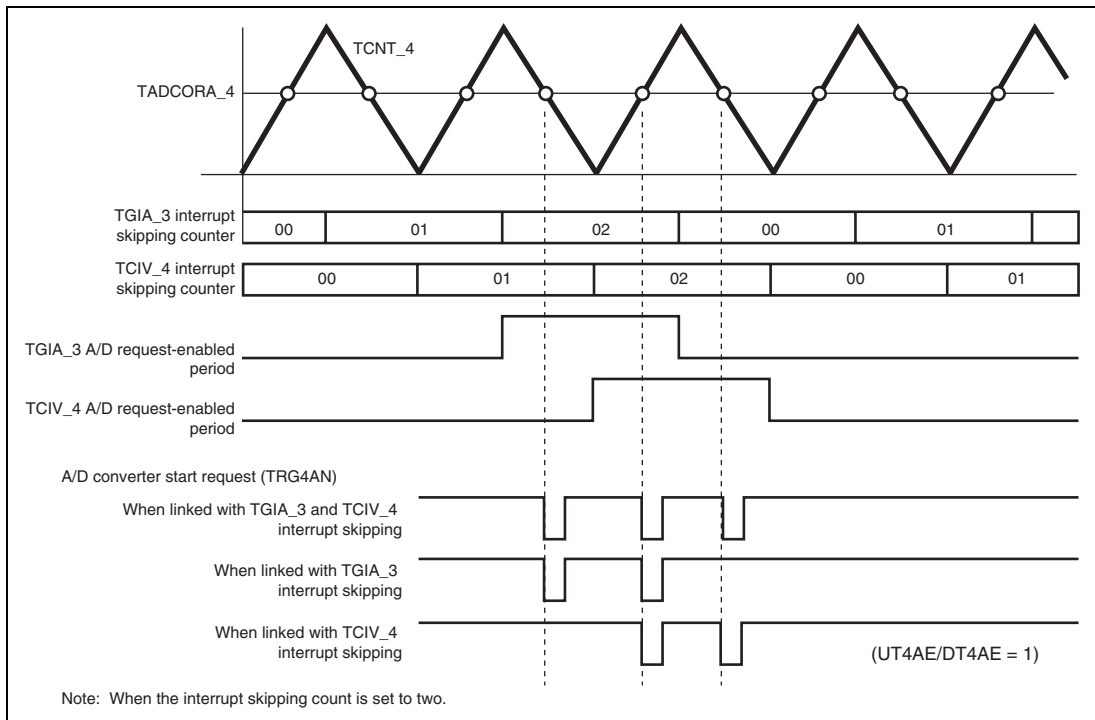 TCNT_4
TADCORA_4
TGIA_3 interrupt
skipping counter
00
01
02
00
01
TCIV_4 interrupt
skipping counter
00
01
02
00
01
TGIA_3 A/D request-enabled
period
TCIV_4 A/D request-enabled
period
A/D converter start request (TRG4AN)
When linked with TGIA_3 and TCIV_4
interrupt skipping
When linked with TGIA_3
interrupt skipping
When linked with TCIV_4
interrupt skipping
(UT4AE/DT4AE = 1)
Note: When the interrupt skipping count is set to two.